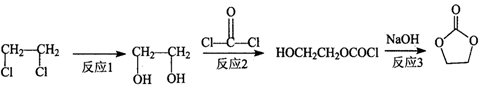 O
O
CH₂-CH₂
Cl Cl
反应1
CH₂-CH₂
OH OH
Cl-C-Cl
反应2
HOCH₂CH₂OCOCl
NaOH
反应3
O O